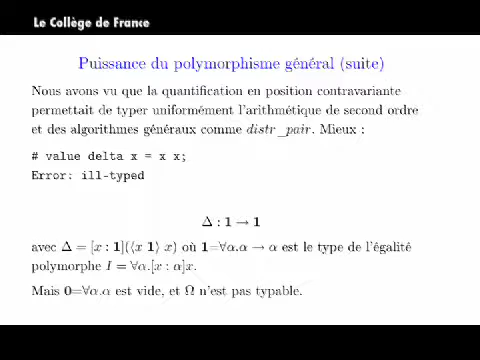 Le Collège de France
Puissance du polymorphisme général (suite)
Nous avons vu que la quantification en position contravariante
permettait de typer uniformément l'arithmétique de second ordre
et des algorithmes généraux comme distr_pair. Mieux :
# value delta x = x x;
Error: ill-typed
Δ : 1 → 1
avec Δ = [x : 1](⟨x 1⟩ x) où 1=∀α.α → α est le type de l'égalité
polymorphe I = ∀α.[x : α]x.
Mais 0=∀α.α est vide, et Ω n'est pas typable.